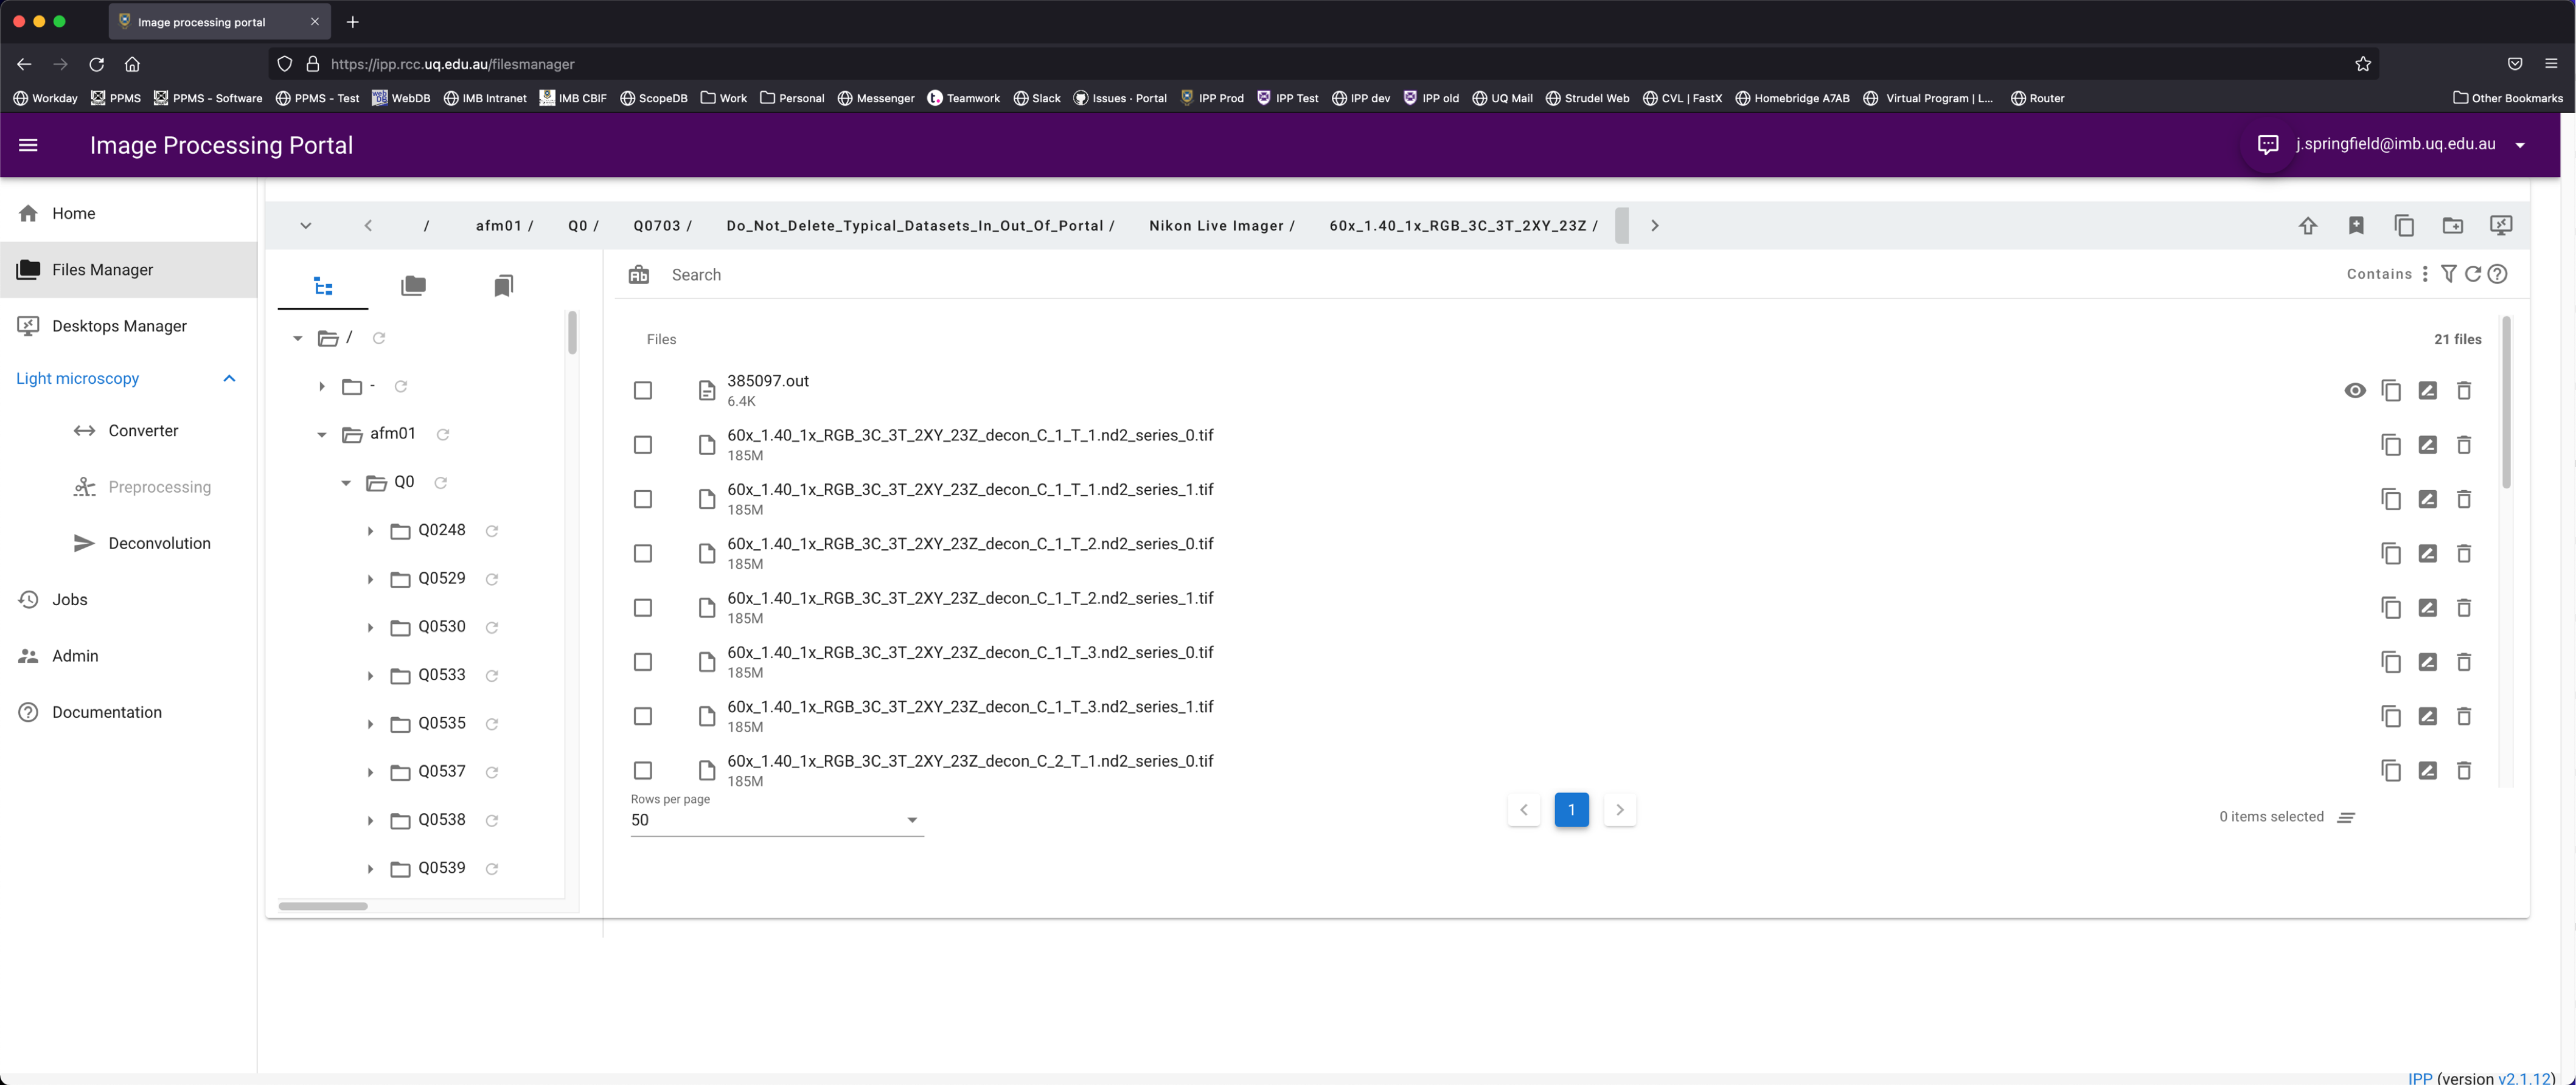 Image processing portal
https://ipp.rcc.uq.edu.au/filesmanager
Workday PPMS PPMS - Software PPMS - Test WebDB IMB Intranet IMB CBIF ScopeDB Work Personal Messenger Teamwork Slack Issues · Portal IPP Prod IPP Test IPP dev IPP old UQ Mail Strudel Web CVL | FastX Homebridge A7AB Virtual Program | L... Router Other Bookmarks
Image Processing Portal
j.springfield@imb.uq.edu.au
Home
Files Manager
Desktops Manager
Light microscopy
Converter
Preprocessing
Deconvolution
Jobs
Admin
Documentation
/ afm01 / Q0 / Q0703 / Do_Not_Delete_Typical_Datasets_In_Out_Of_Portal / Nikon Live Imager / 60x_1.40_1x_RGB_3C_3T_2XY_23Z /
/
-
afm01
Q0
Q0248
Q0529
Q0530
Q0533
Q0535
Q0537
Q0538
Q0539
Ab Search Contains
Files 21 files
385097.out
6.4K
60x_1.40_1x_RGB_3C_3T_2XY_23Z_decon_C_1_T_1.nd2_series_0.tif
185M
60x_1.40_1x_RGB_3C_3T_2XY_23Z_decon_C_1_T_1.nd2_series_1.tif
185M
60x_1.40_1x_RGB_3C_3T_2XY_23Z_decon_C_1_T_2.nd2_series_0.tif
185M
60x_1.40_1x_RGB_3C_3T_2XY_23Z_decon_C_1_T_2.nd2_series_1.tif
185M
60x_1.40_1x_RGB_3C_3T_2XY_23Z_decon_C_1_T_3.nd2_series_0.tif
185M
60x_1.40_1x_RGB_3C_3T_2XY_23Z_decon_C_1_T_3.nd2_series_1.tif
185M
60x_1.40_1x_RGB_3C_3T_2XY_23Z_decon_C_2_T_1.nd2_series_0.tif
185M
Rows per page
50
1
0 items selected
IPP (version v2.1.12)